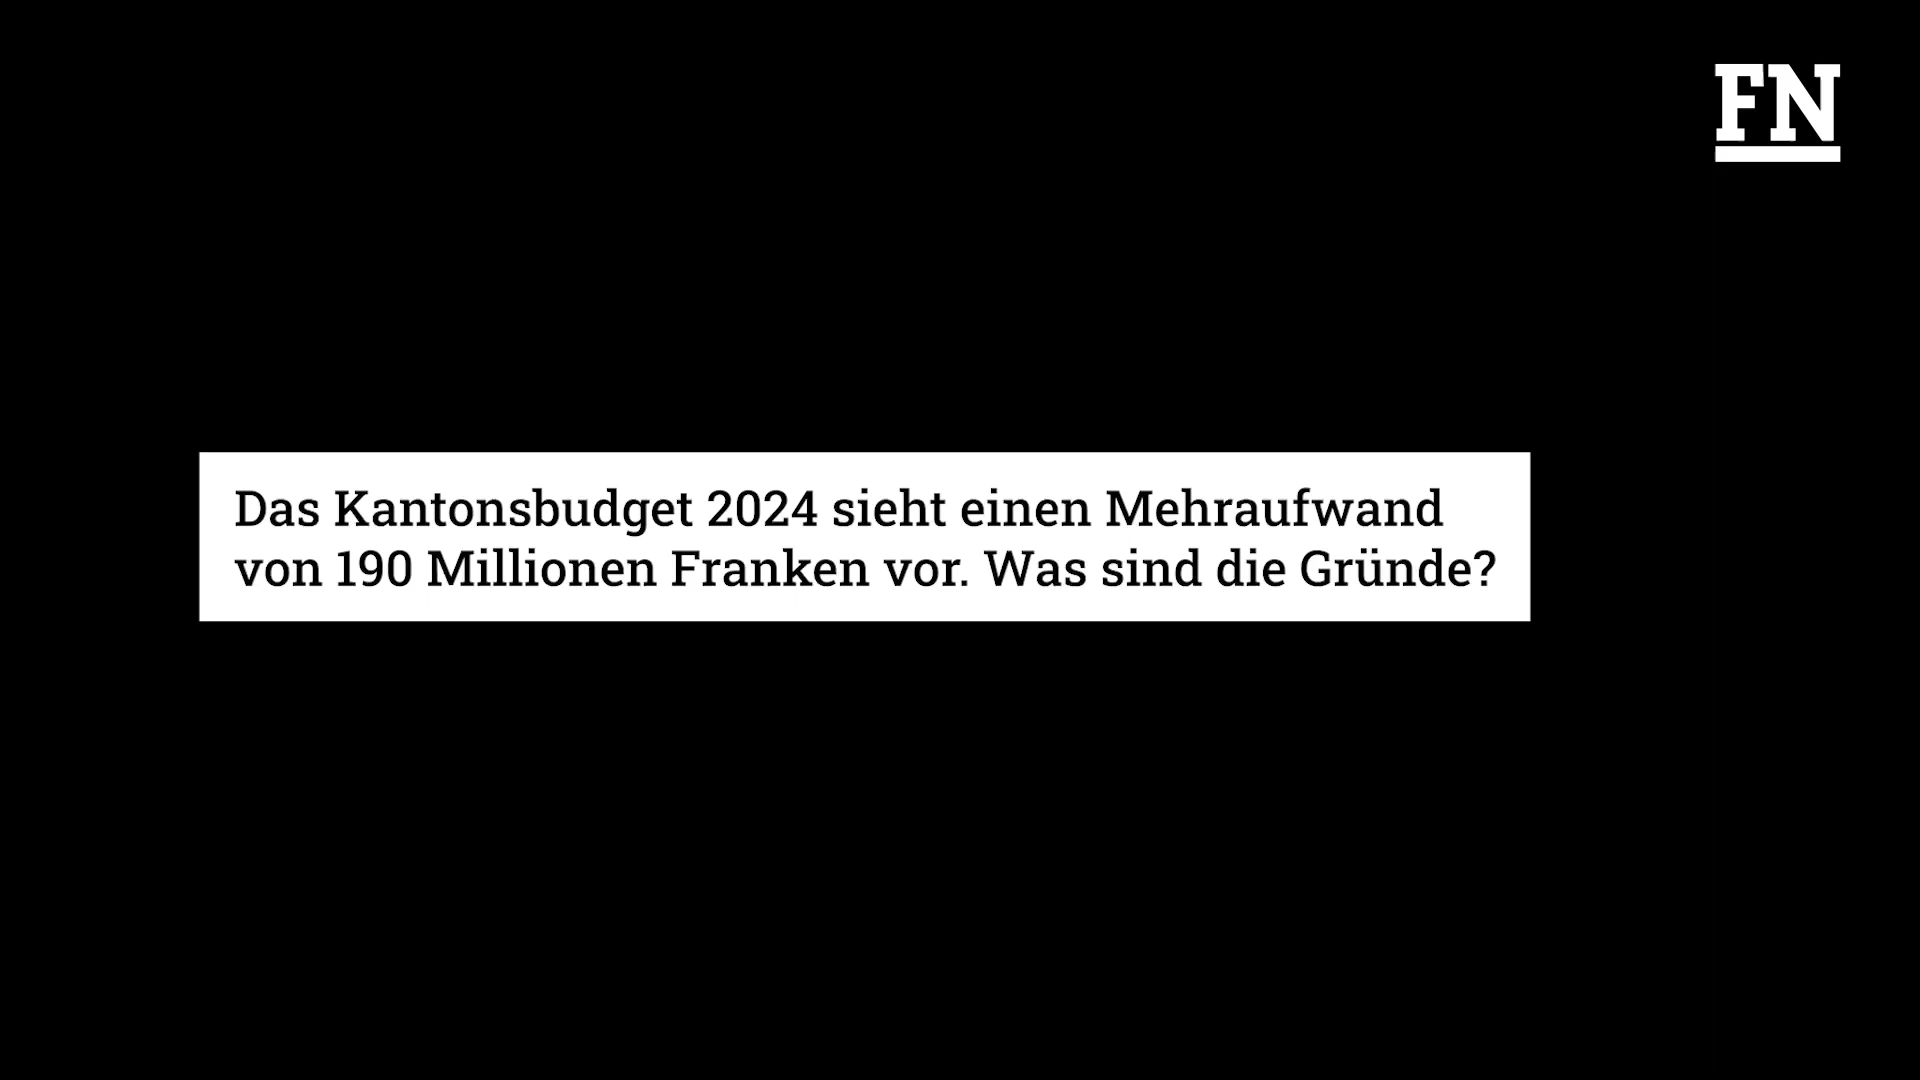 FN
Das Kantonsbudget 2024 sieht einen Mehraufwand
von 190 Millionen Franken vor. Was sind die Gründe?